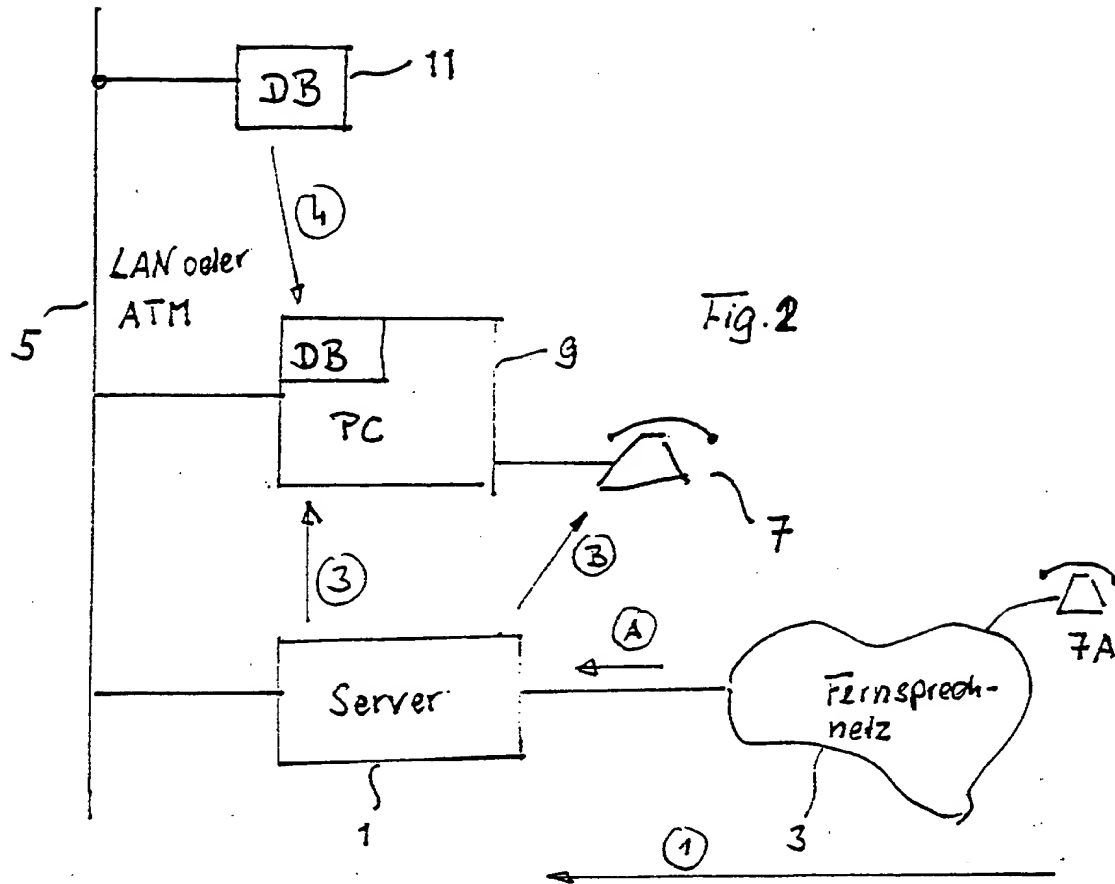 DB
11
4
LAN oder
ATM
5
Fig. 2
DB
9
PC
7
3
B
A
7A
Server
Fernsprech-
netz
1
3
1